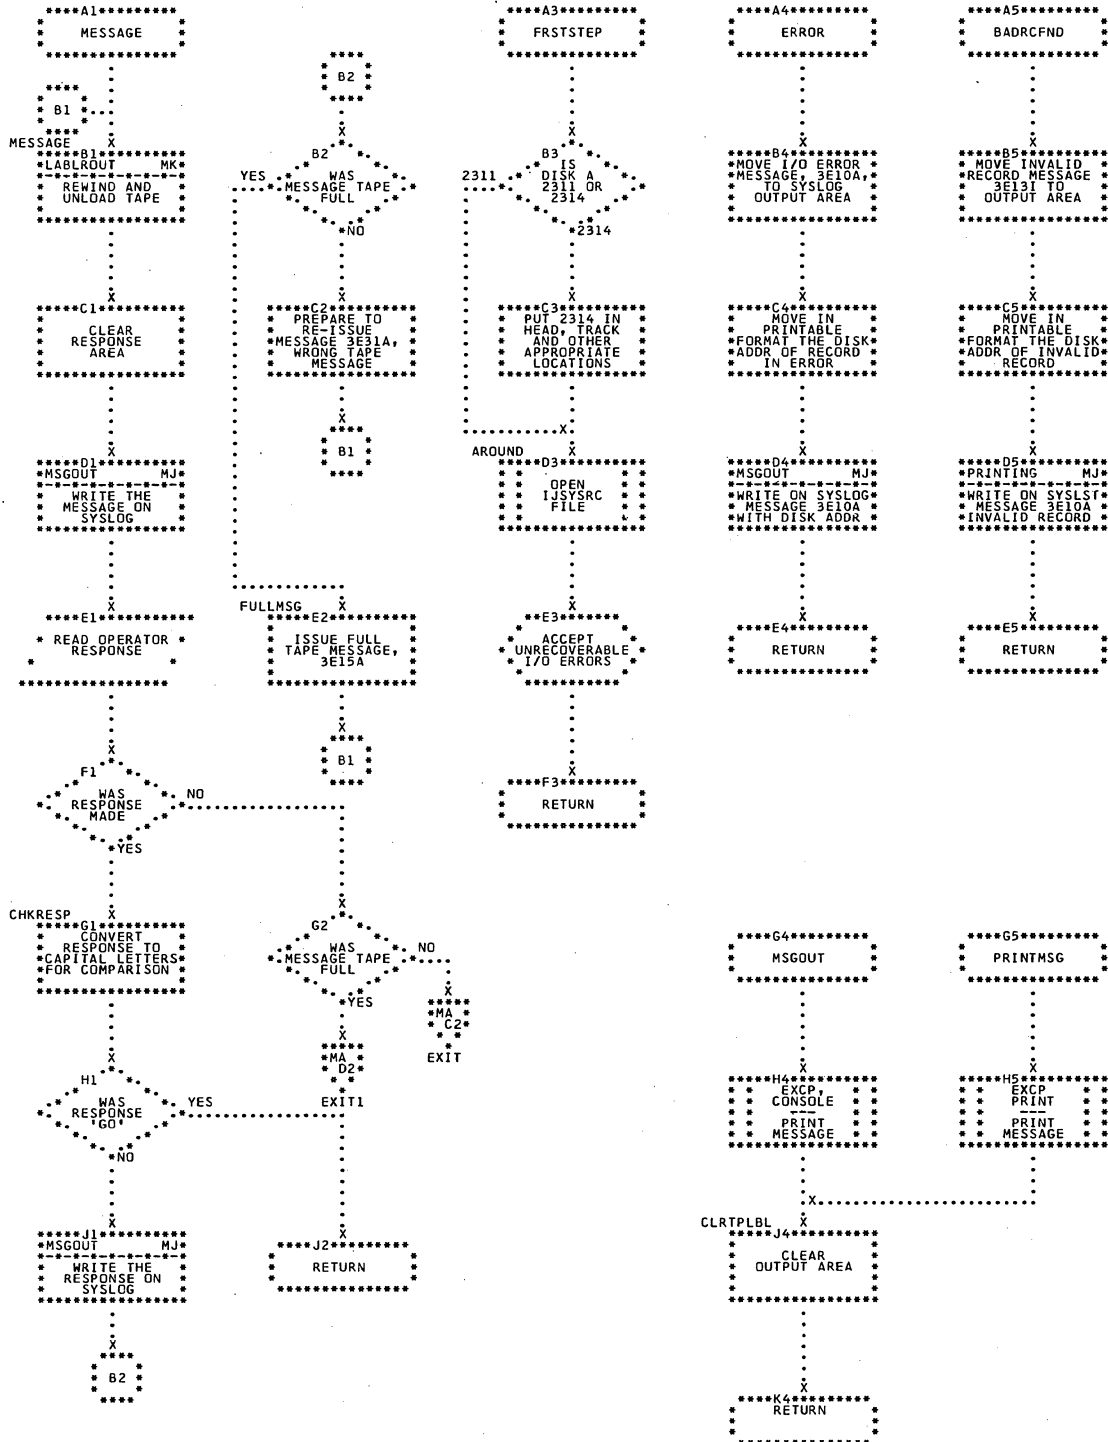 A1
MESSAGE
B1
MESSAGE
B1
LABLROUT MK
REWIND AND
UNLOAD TAPE
C1
CLEAR
RESPONSE
AREA
D1
MSGOUT MJ
WRITE THE
MESSAGE ON
SYSLOG
E1
READ OPERATOR
RESPONSE
F1
WAS
RESPONSE
MADE
NO
YES
CHKRESP
G1
CONVERT
RESPONSE TO
CAPITAL LETTERS
FOR COMPARISON
H1
WAS
RESPONSE
'GO'
YES
NO
J1
MSGOUT MJ
WRITE THE
RESPONSE ON
SYSLOG
B2
B2
B2
WAS
MESSAGE TAPE
FULL
YES
NO
C2
PREPARE TO
RE-ISSUE
MESSAGE 3E31A,
WRONG TAPE
MESSAGE
B1
FULLMSG
E2
ISSUE FULL
TAPE MESSAGE,
3E15A
B1
G2
WAS
MESSAGE TAPE
FULL
NO
YES
MA
C2
EXIT
MA
D2
EXIT1
J2
RETURN
A3
FRSTSTEP
B3
IS
DISK A
2311 OR
2314
2311
2314
C3
PUT 2314 IN
HEAD, TRACK
AND OTHER
APPROPRIATE
LOCATIONS
AROUND
D3
OPEN
IJSYSRC
FILE
E3
ACCEPT
UNRECOVERABLE
I/O ERRORS
F3
RETURN
A4
ERROR
B4
MOVE I/O ERROR
MESSAGE, 3E10A,
TO SYSLOG
OUTPUT AREA
C4
MOVE IN
PRINTABLE
FORMAT THE DISK
ADDR OF RECORD
IN ERROR
D4
MSGOUT MJ
WRITE ON SYSLOG
MESSAGE 3E10A
WITH DISK ADDR
E4
RETURN
A5
BADRCFND
B5
MOVE INVALID
RECORD MESSAGE
3E13I TO
OUTPUT AREA
C5
MOVE IN
PRINTABLE
FORMAT THE DISK
ADDR OF INVALID
RECORD
D5
PRINTING MJ
WRITE ON SYSLST
MESSAGE 3E10A
INVALID RECORD
E5
RETURN
G4
MSGOUT
H4
EXCP,
CONSOLE
---
PRINT
MESSAGE
G5
PRINTMSG
H5
EXCP
PRINT
---
PRINT
MESSAGE
CLRTPLBL
J4
CLEAR
OUTPUT AREA
K4
RETURN